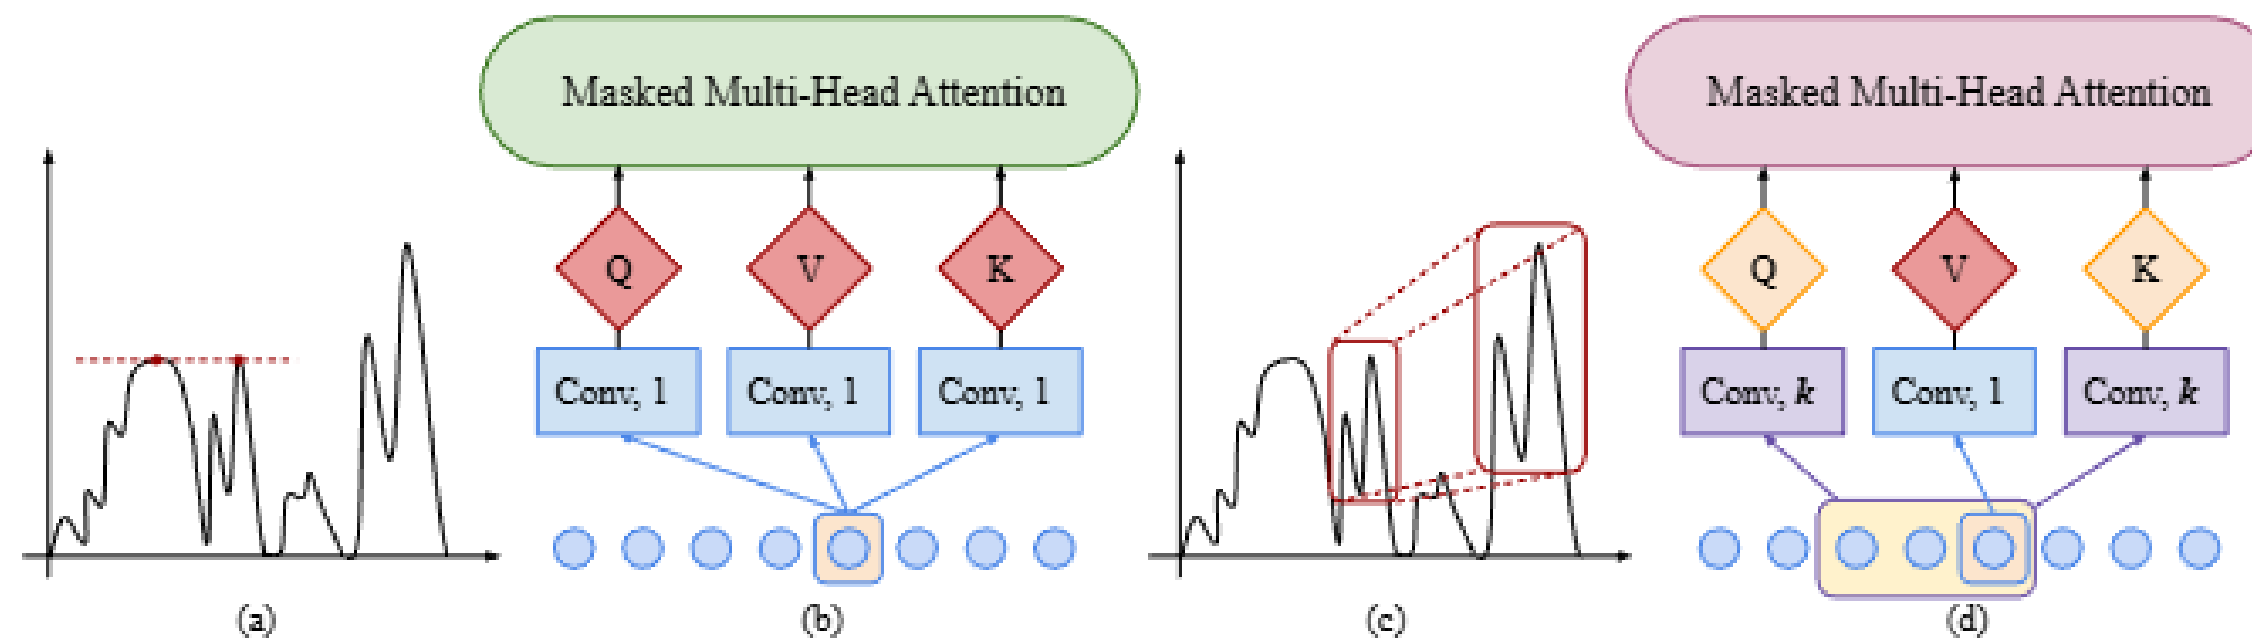 Masked Multi-Head Attention
Q V K
Conv, 1 Conv, 1 Conv, 1
(a)
(b)
Masked Multi-Head Attention
Q V K
Conv, k Conv, 1 Conv, k
(c)
(d)